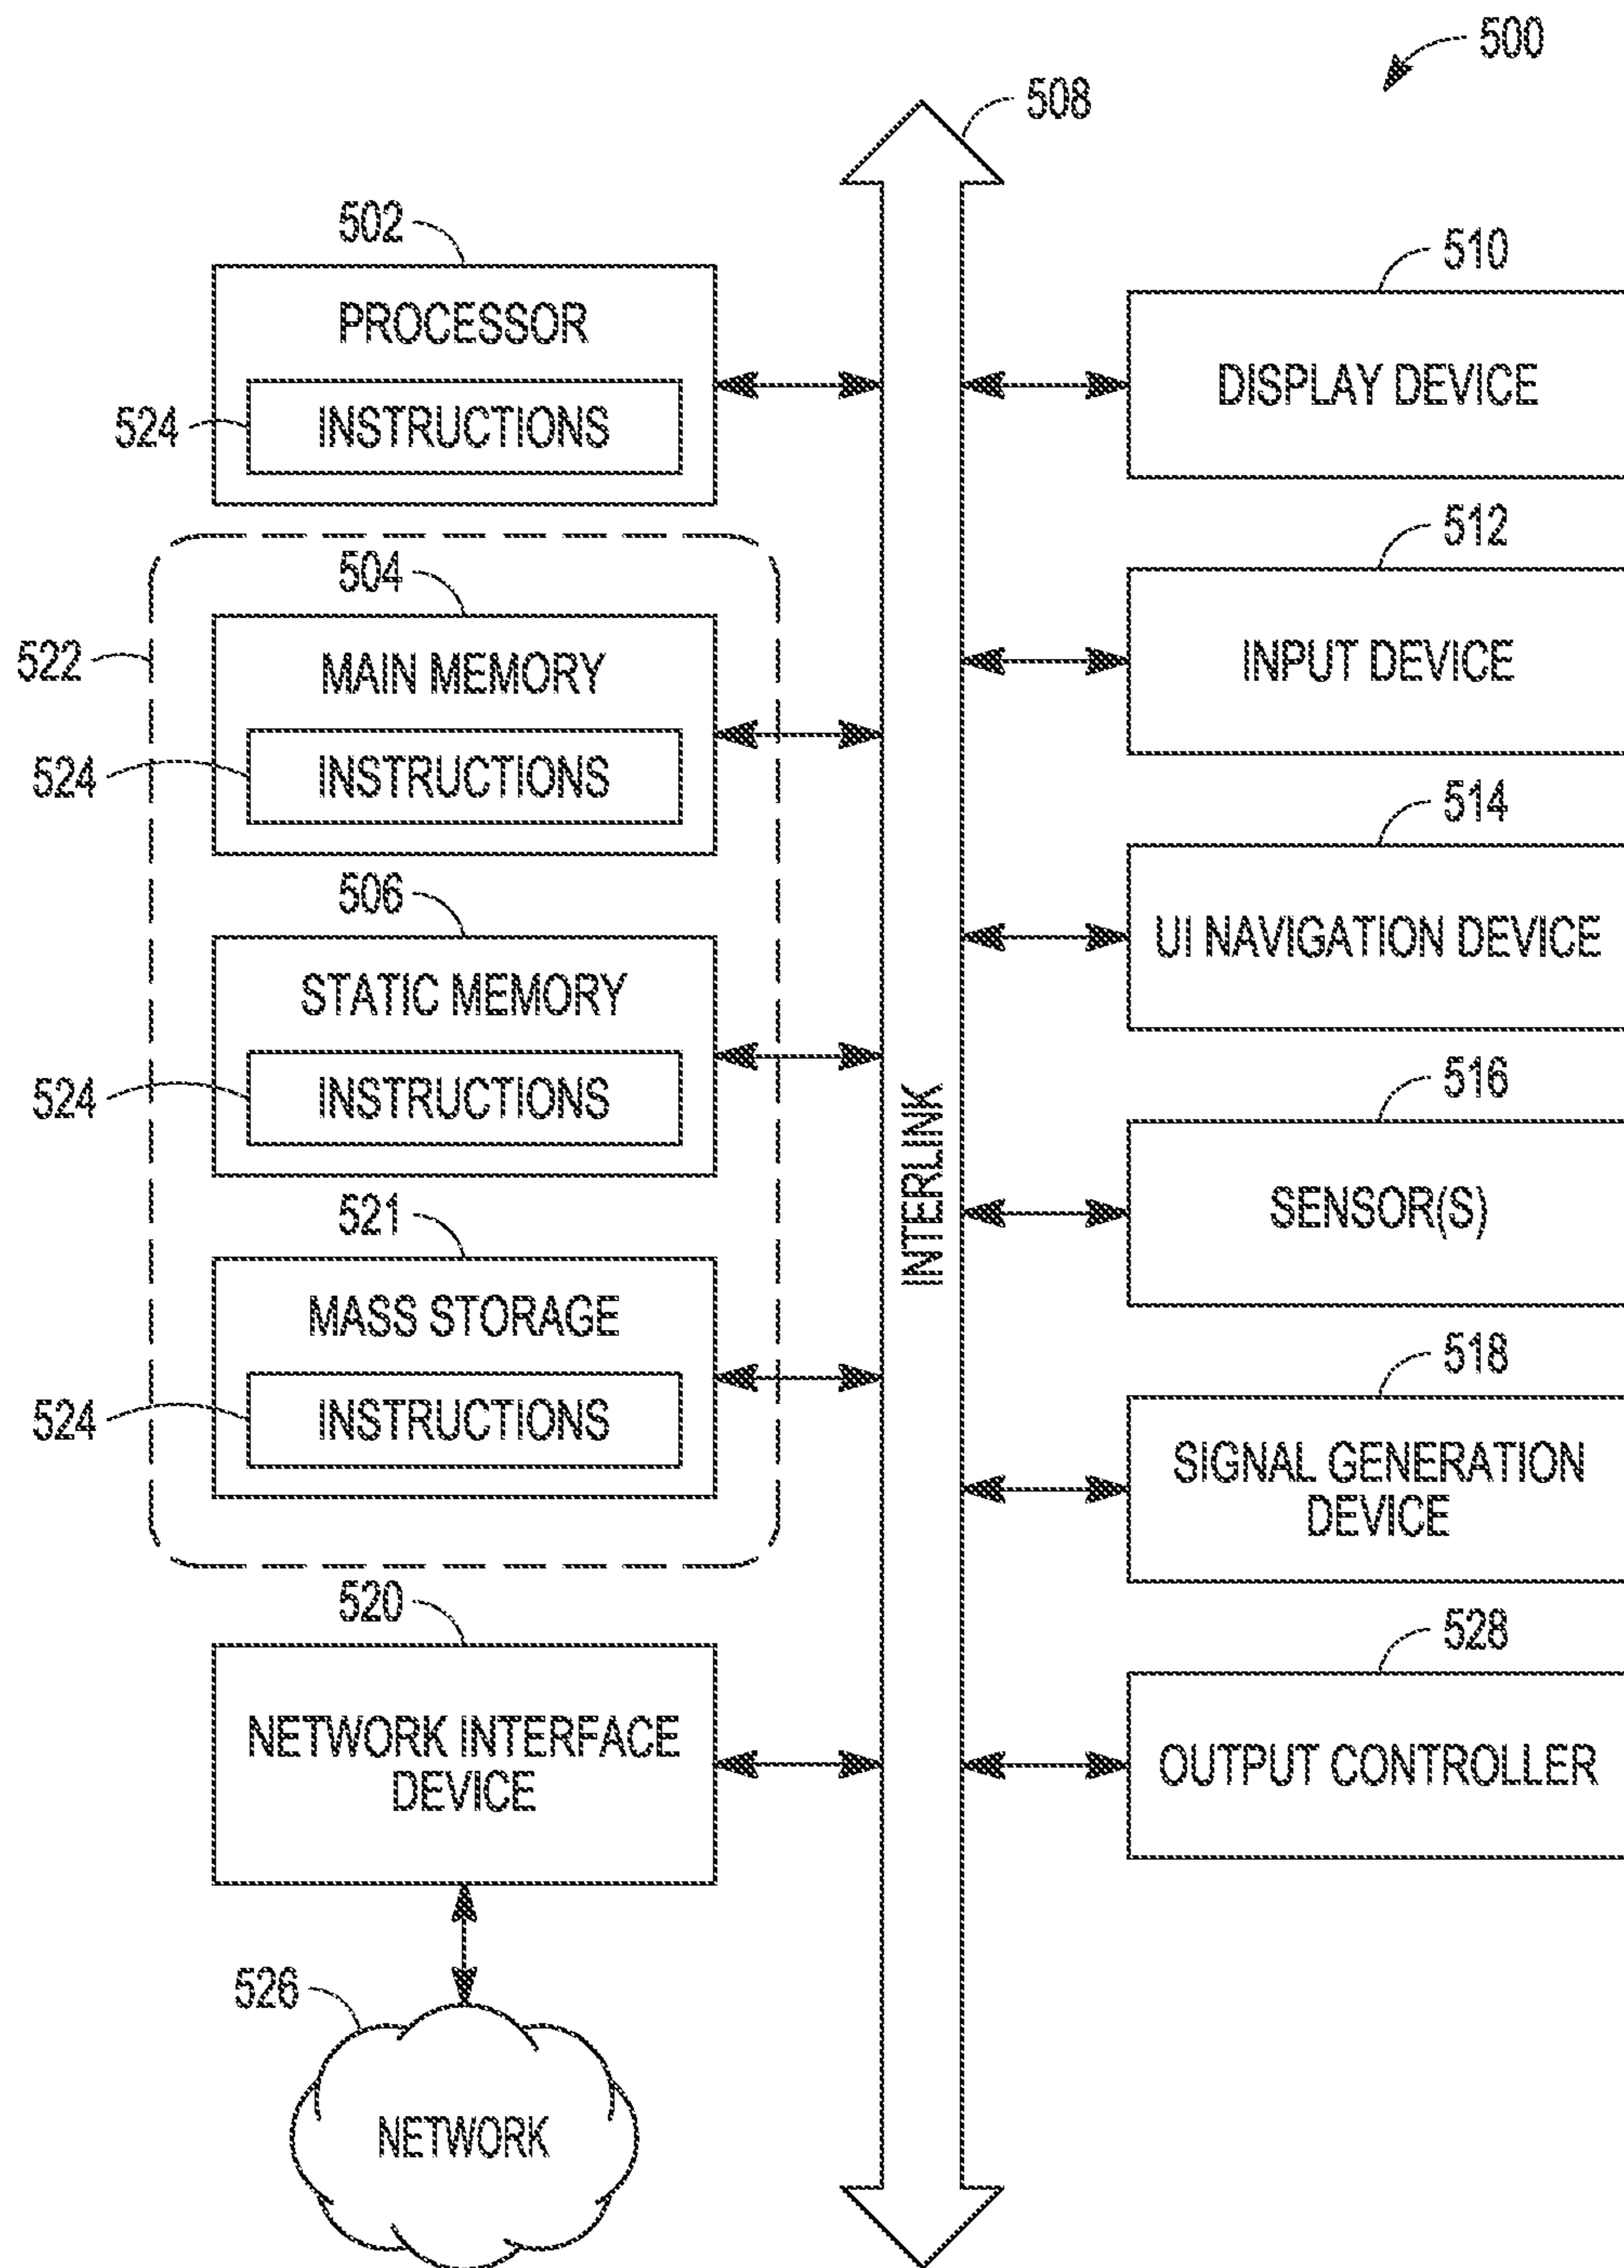 500
508
502
PROCESSOR
524
INSTRUCTIONS
504
522
MAIN MEMORY
524
INSTRUCTIONS
506
STATIC MEMORY
524
INSTRUCTIONS
521
MASS STORAGE
524
INSTRUCTIONS
520
NETWORK INTERFACE
DEVICE
526
NETWORK
INTERLINK
510
DISPLAY DEVICE
512
INPUT DEVICE
514
UI NAVIGATION DEVICE
516
SENSOR(S)
518
SIGNAL GENERATION
DEVICE
528
OUTPUT CONTROLLER